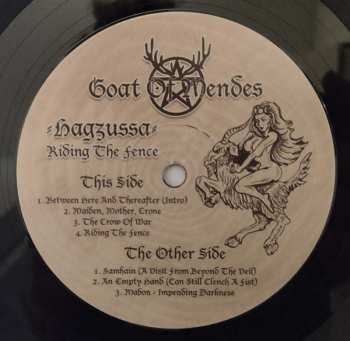 Goat Of Mendes
Hagzussa
Riding The Fence
This Side
1. Between Here And Thereafter (Intro)
2. Maiden, Mother, Crone
3. The Crow Of War
4. Riding The Fence
The Other Side
1. Samhain (A Visit From Beyond The Veil)
2. An Empty Hand (Can Still Clench A Fist)
3. Mabon - Impending Darkness